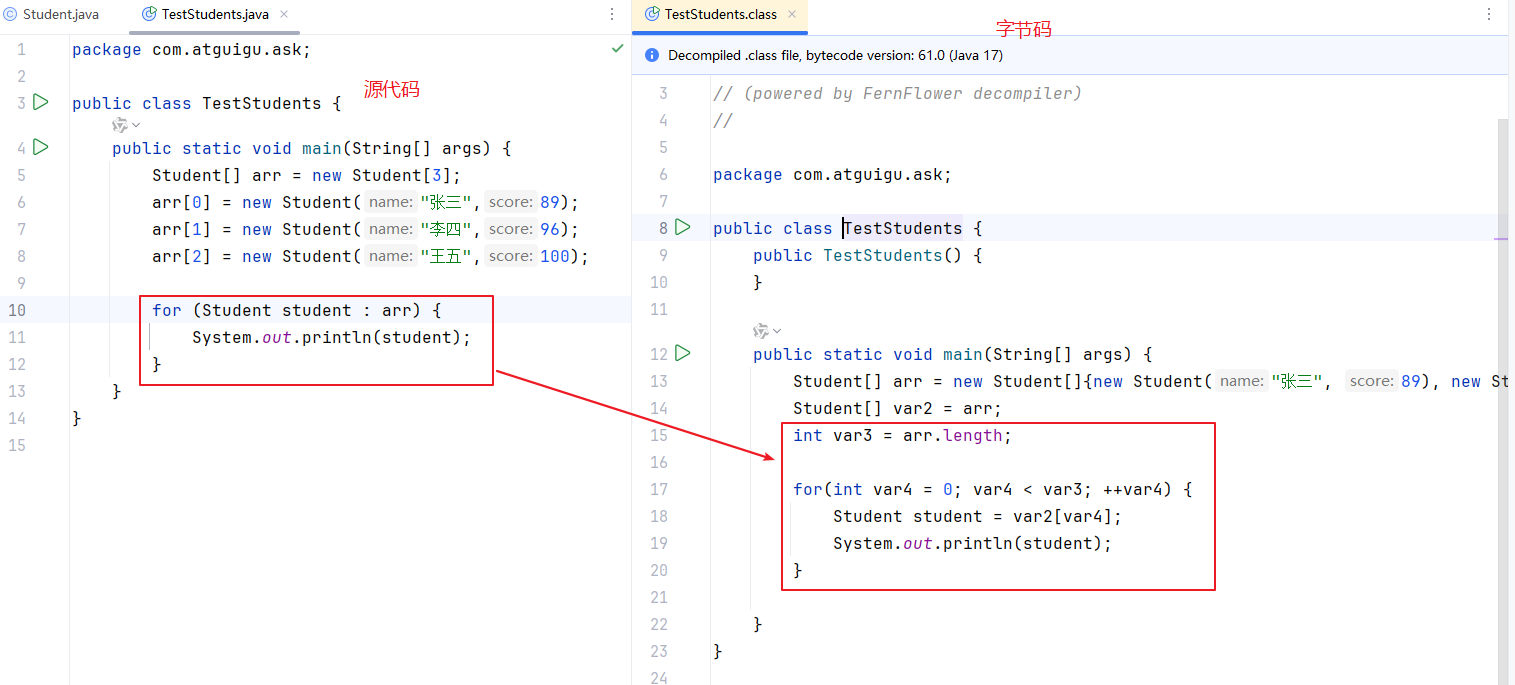 Student.java
TestStudents.java
1 package com.atguigu.ask;
2
源代码
3 public class TestStudents {
4 public static void main(String[] args) {
5 Student[] arr = new Student[3];
6 arr[0] = new Student( name: "张三", score: 89);
7 arr[1] = new Student( name: "李四", score: 96);
8 arr[2] = new Student( name: "王五", score: 100);
9
10 for (Student student : arr) {
11 System.out.println(student);
12 }
13 }
14 }
15
TestStudents.class
字节码
Decompiled .class file, bytecode version: 61.0 (Java 17)
3 // (powered by FernFlower decompiler)
4 //
5
6 package com.atguigu.ask;
7
8 public class TestStudents {
9 public TestStudents() {
10 }
11
12 public static void main(String[] args) {
13 Student[] arr = new Student[]{new Student( name: "张三", score: 89), new St
14 Student[] var2 = arr;
15 int var3 = arr.length;
16
17 for(int var4 = 0; var4 < var3; ++var4) {
18 Student student = var2[var4];
19 System.out.println(student);
20 }
21
22 }
23 }
24